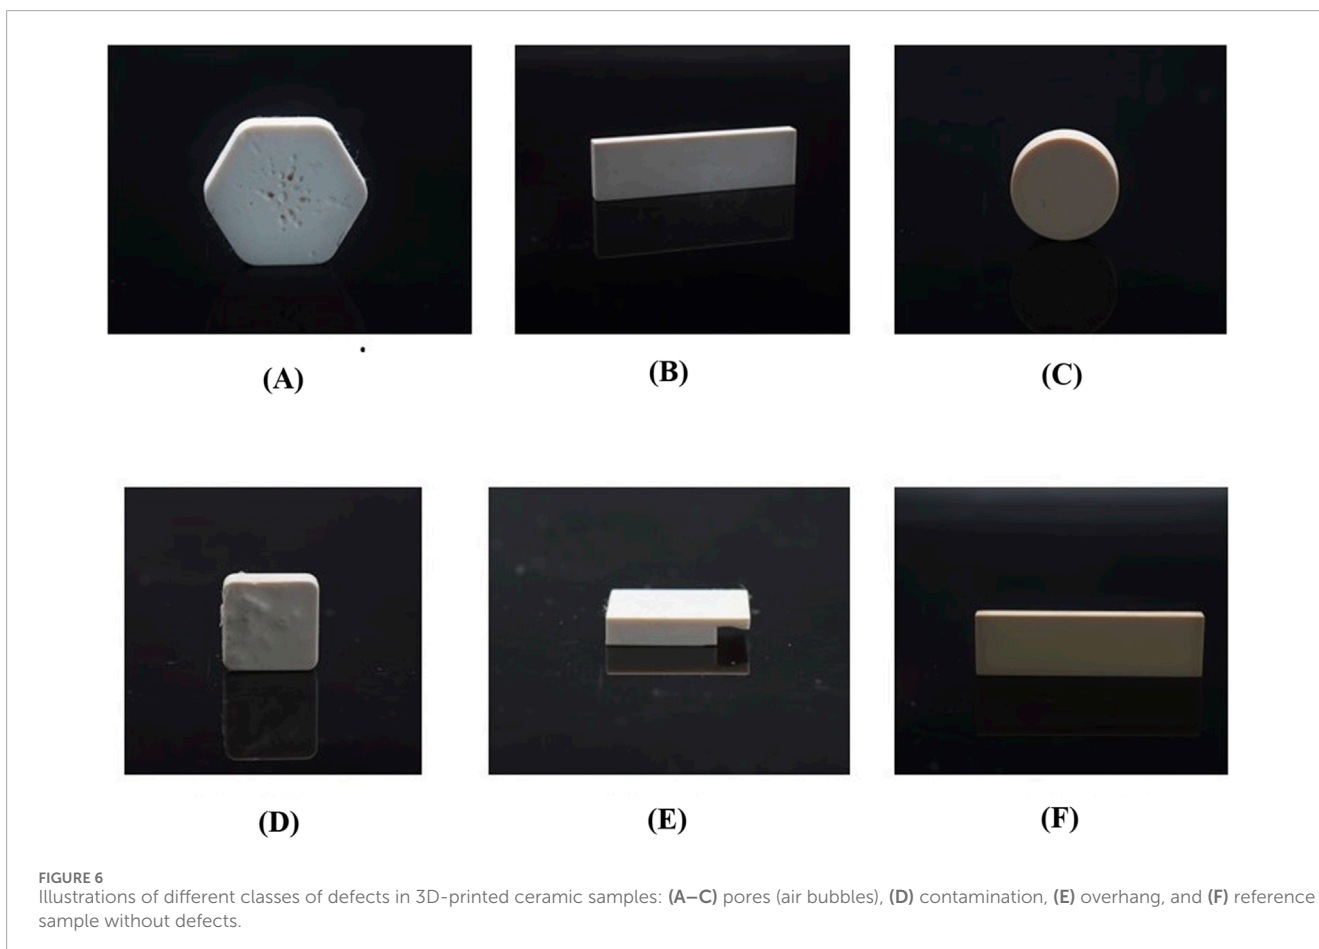 (A)
(B)
(C)
(D)
(E)
(F)
FIGURE 6
Illustrations of different classes of defects in 3D-printed ceramic samples: (A–C) pores (air bubbles), (D) contamination, (E) overhang, and (F) reference
sample without defects.